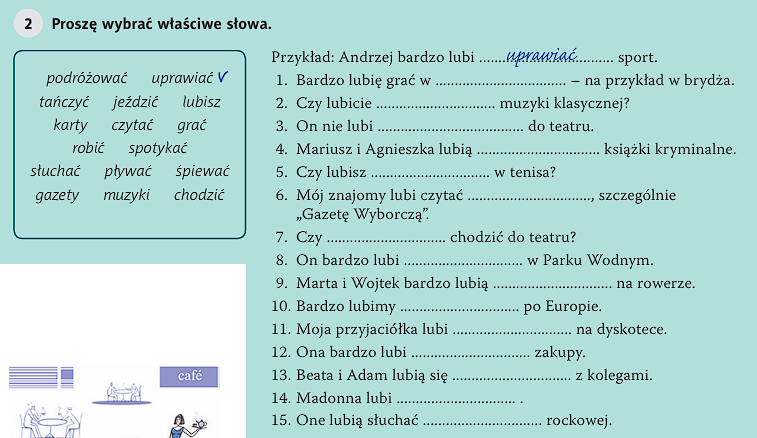 2 Proszę wybrać właściwe słowa.
podróżować uprawiać ✓
tańczyć jeździć lubisz
karty czytać grać
robić spotykać
słuchać pływać śpiewać
gazety muzyki chodzić
Przykład: Andrzej bardzo lubi ......uprawiać........ sport.
1. Bardzo lubię grać w .............................. – na przykład w brydża.
2. Czy lubicie .............................. muzyki klasycznej?
3. On nie lubi .............................. do teatru.
4. Mariusz i Agnieszka lubią .............................. książki kryminalne.
5. Czy lubisz .............................. w tenisa?
6. Mój znajomy lubi czytać .............................., szczególnie
„Gazetę Wyborczą”.
7. Czy .............................. chodzić do teatru?
8. On bardzo lubi .............................. w Parku Wodnym.
9. Marta i Wojtek bardzo lubią .............................. na rowerze.
10. Bardzo lubimy .............................. po Europie.
11. Moja przyjaciółka lubi .............................. na dyskotece.
12. Ona bardzo lubi .............................. zakupy.
13. Beata i Adam lubią się .............................. z kolegami.
14. Madonna lubi .............................. .
15. One lubią słuchać .............................. rockowej.
café